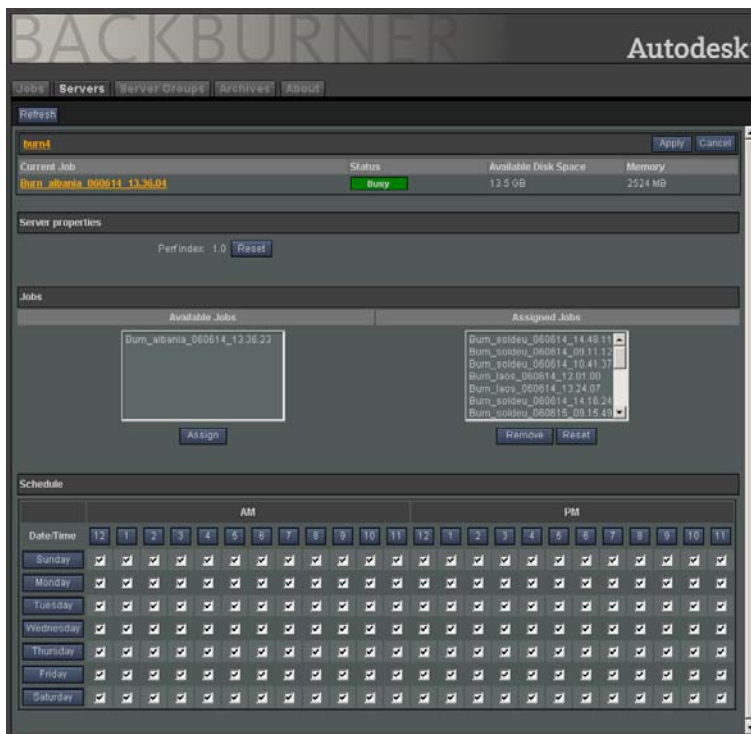 BACKBURNER
Autodesk
Jobs Servers Server Groups Archives About
Refresh
burn4 Apply Cancel
Current Job Status Available Disk Space Memory
Burn_albania_060614_13.36.04 Busy 13.5 GB 2524 MB
Server properties
Perf index 1.0 Reset
Jobs
Available Jobs Assigned Jobs
Burn_albania_060614_13.36.23
Burn_soldeu_060614_14.48.11
Burn_soldeu_060614_09.11.12
Burn_soldeu_060614_10.41.37
Burn_laos_060614_12.01.00
Burn_laos_060614_13.24.07
Burn_soldeu_060614_14.16.24
Burn_soldeu_060615_09.15.49
Assign Remove Reset
Schedule
AM PM
Date/Time 12 1 2 3 4 5 6 7 8 9 10 11 12 1 2 3 4 5 6 7 8 9 10 11
Sunday
Monday
Tuesday
Wednesday
Thursday
Friday
Saturday